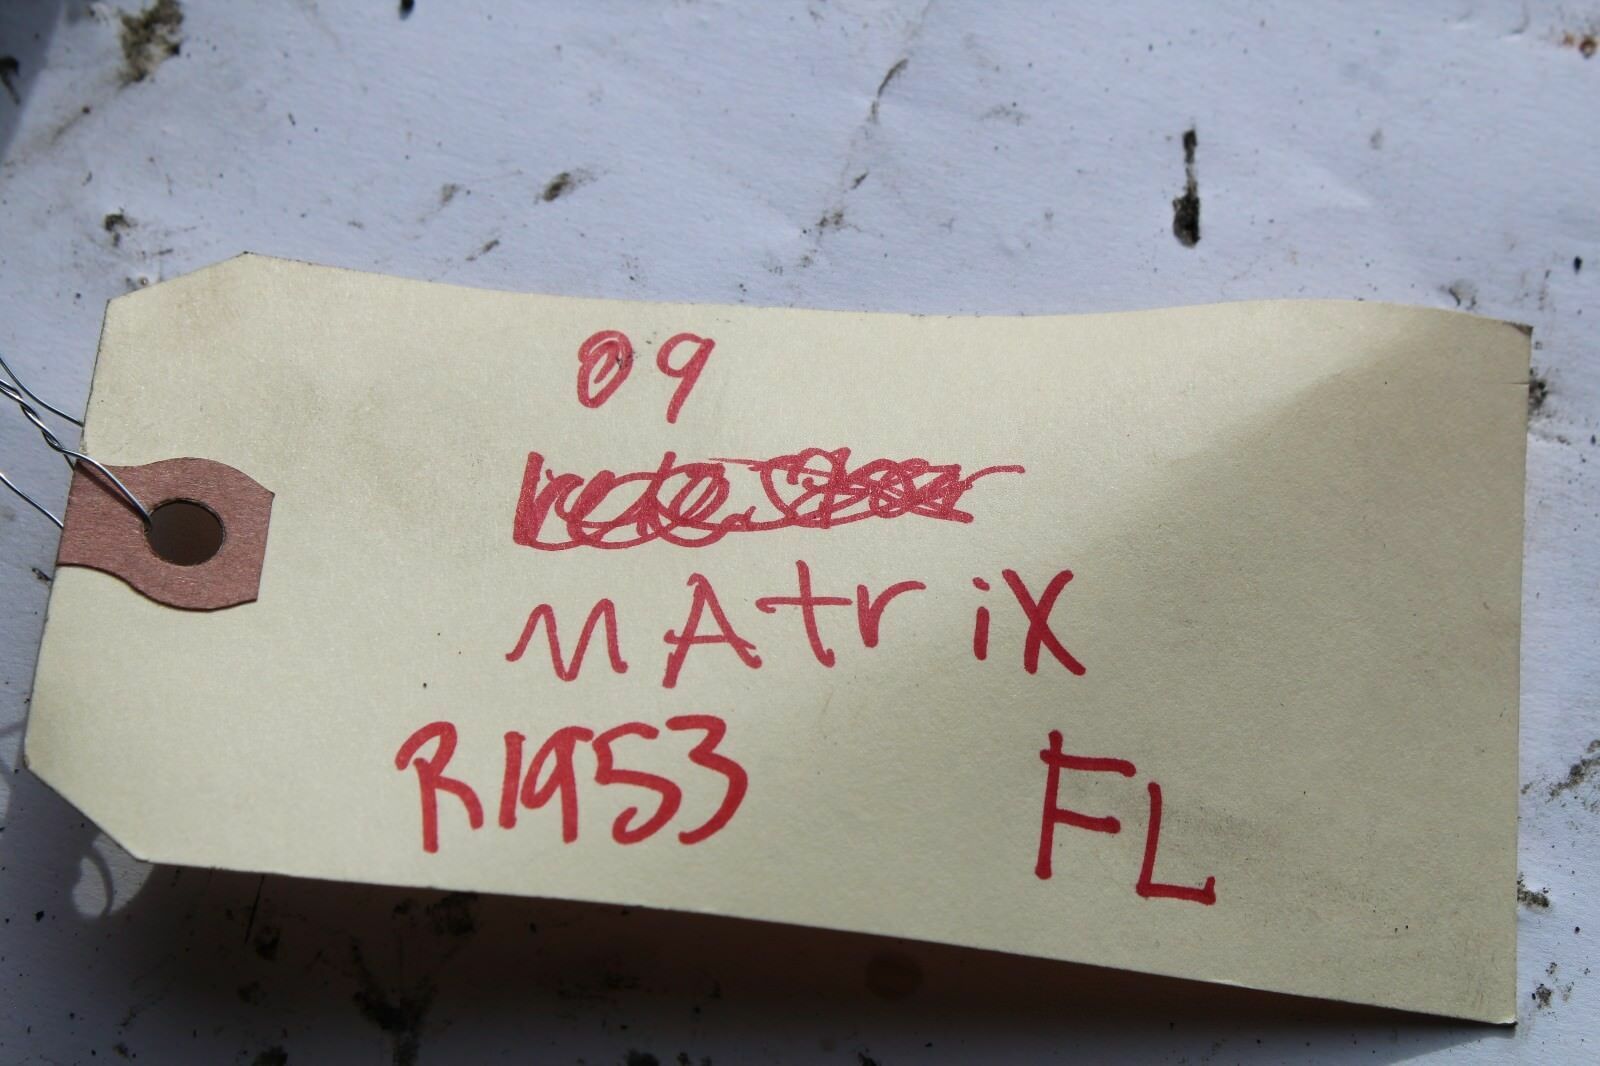 09
MAtriX
R1953 FL